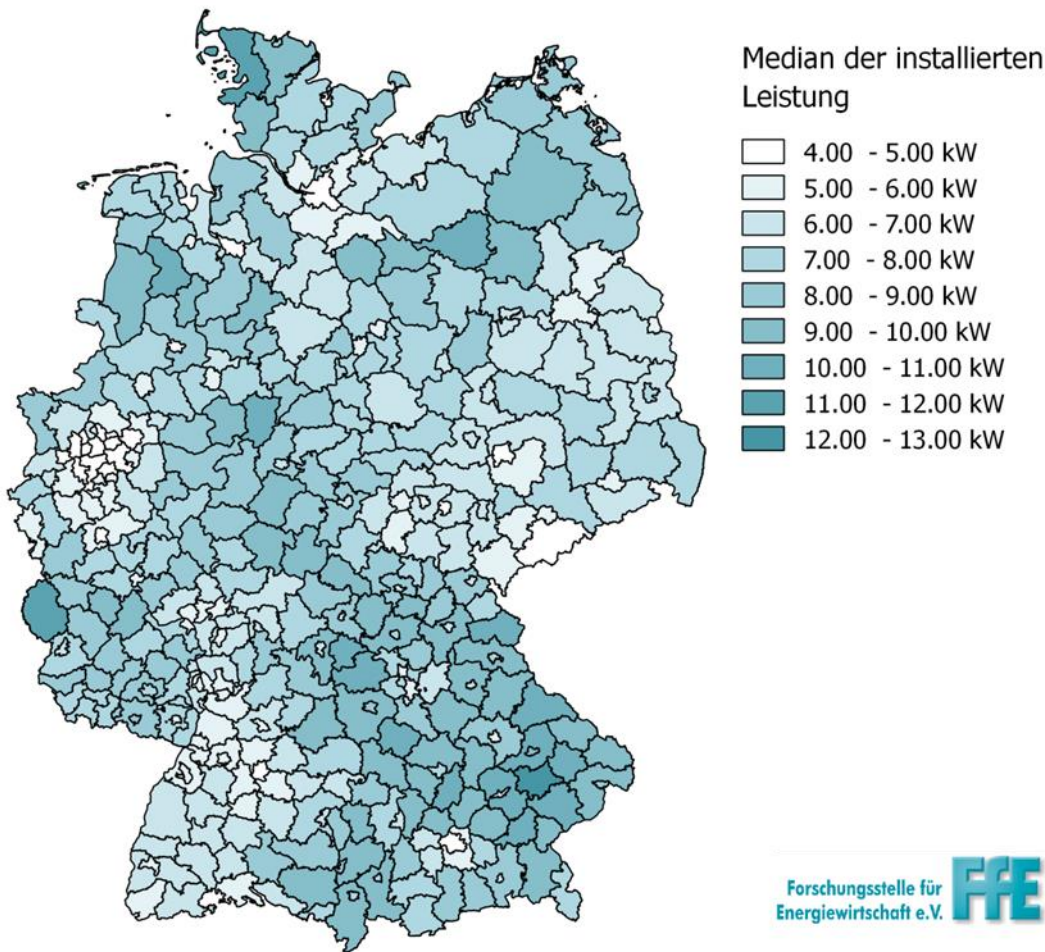 Median der installierten
Leistung
4.00 - 5.00 kW
5.00 - 6.00 kW
6.00 - 7.00 kW
7.00 - 8.00 kW
8.00 - 9.00 kW
9.00 - 10.00 kW
10.00 - 11.00 kW
11.00 - 12.00 kW
12.00 - 13.00 kW
Forschungsstelle für
Energiewirtschaft e.V.
FfE